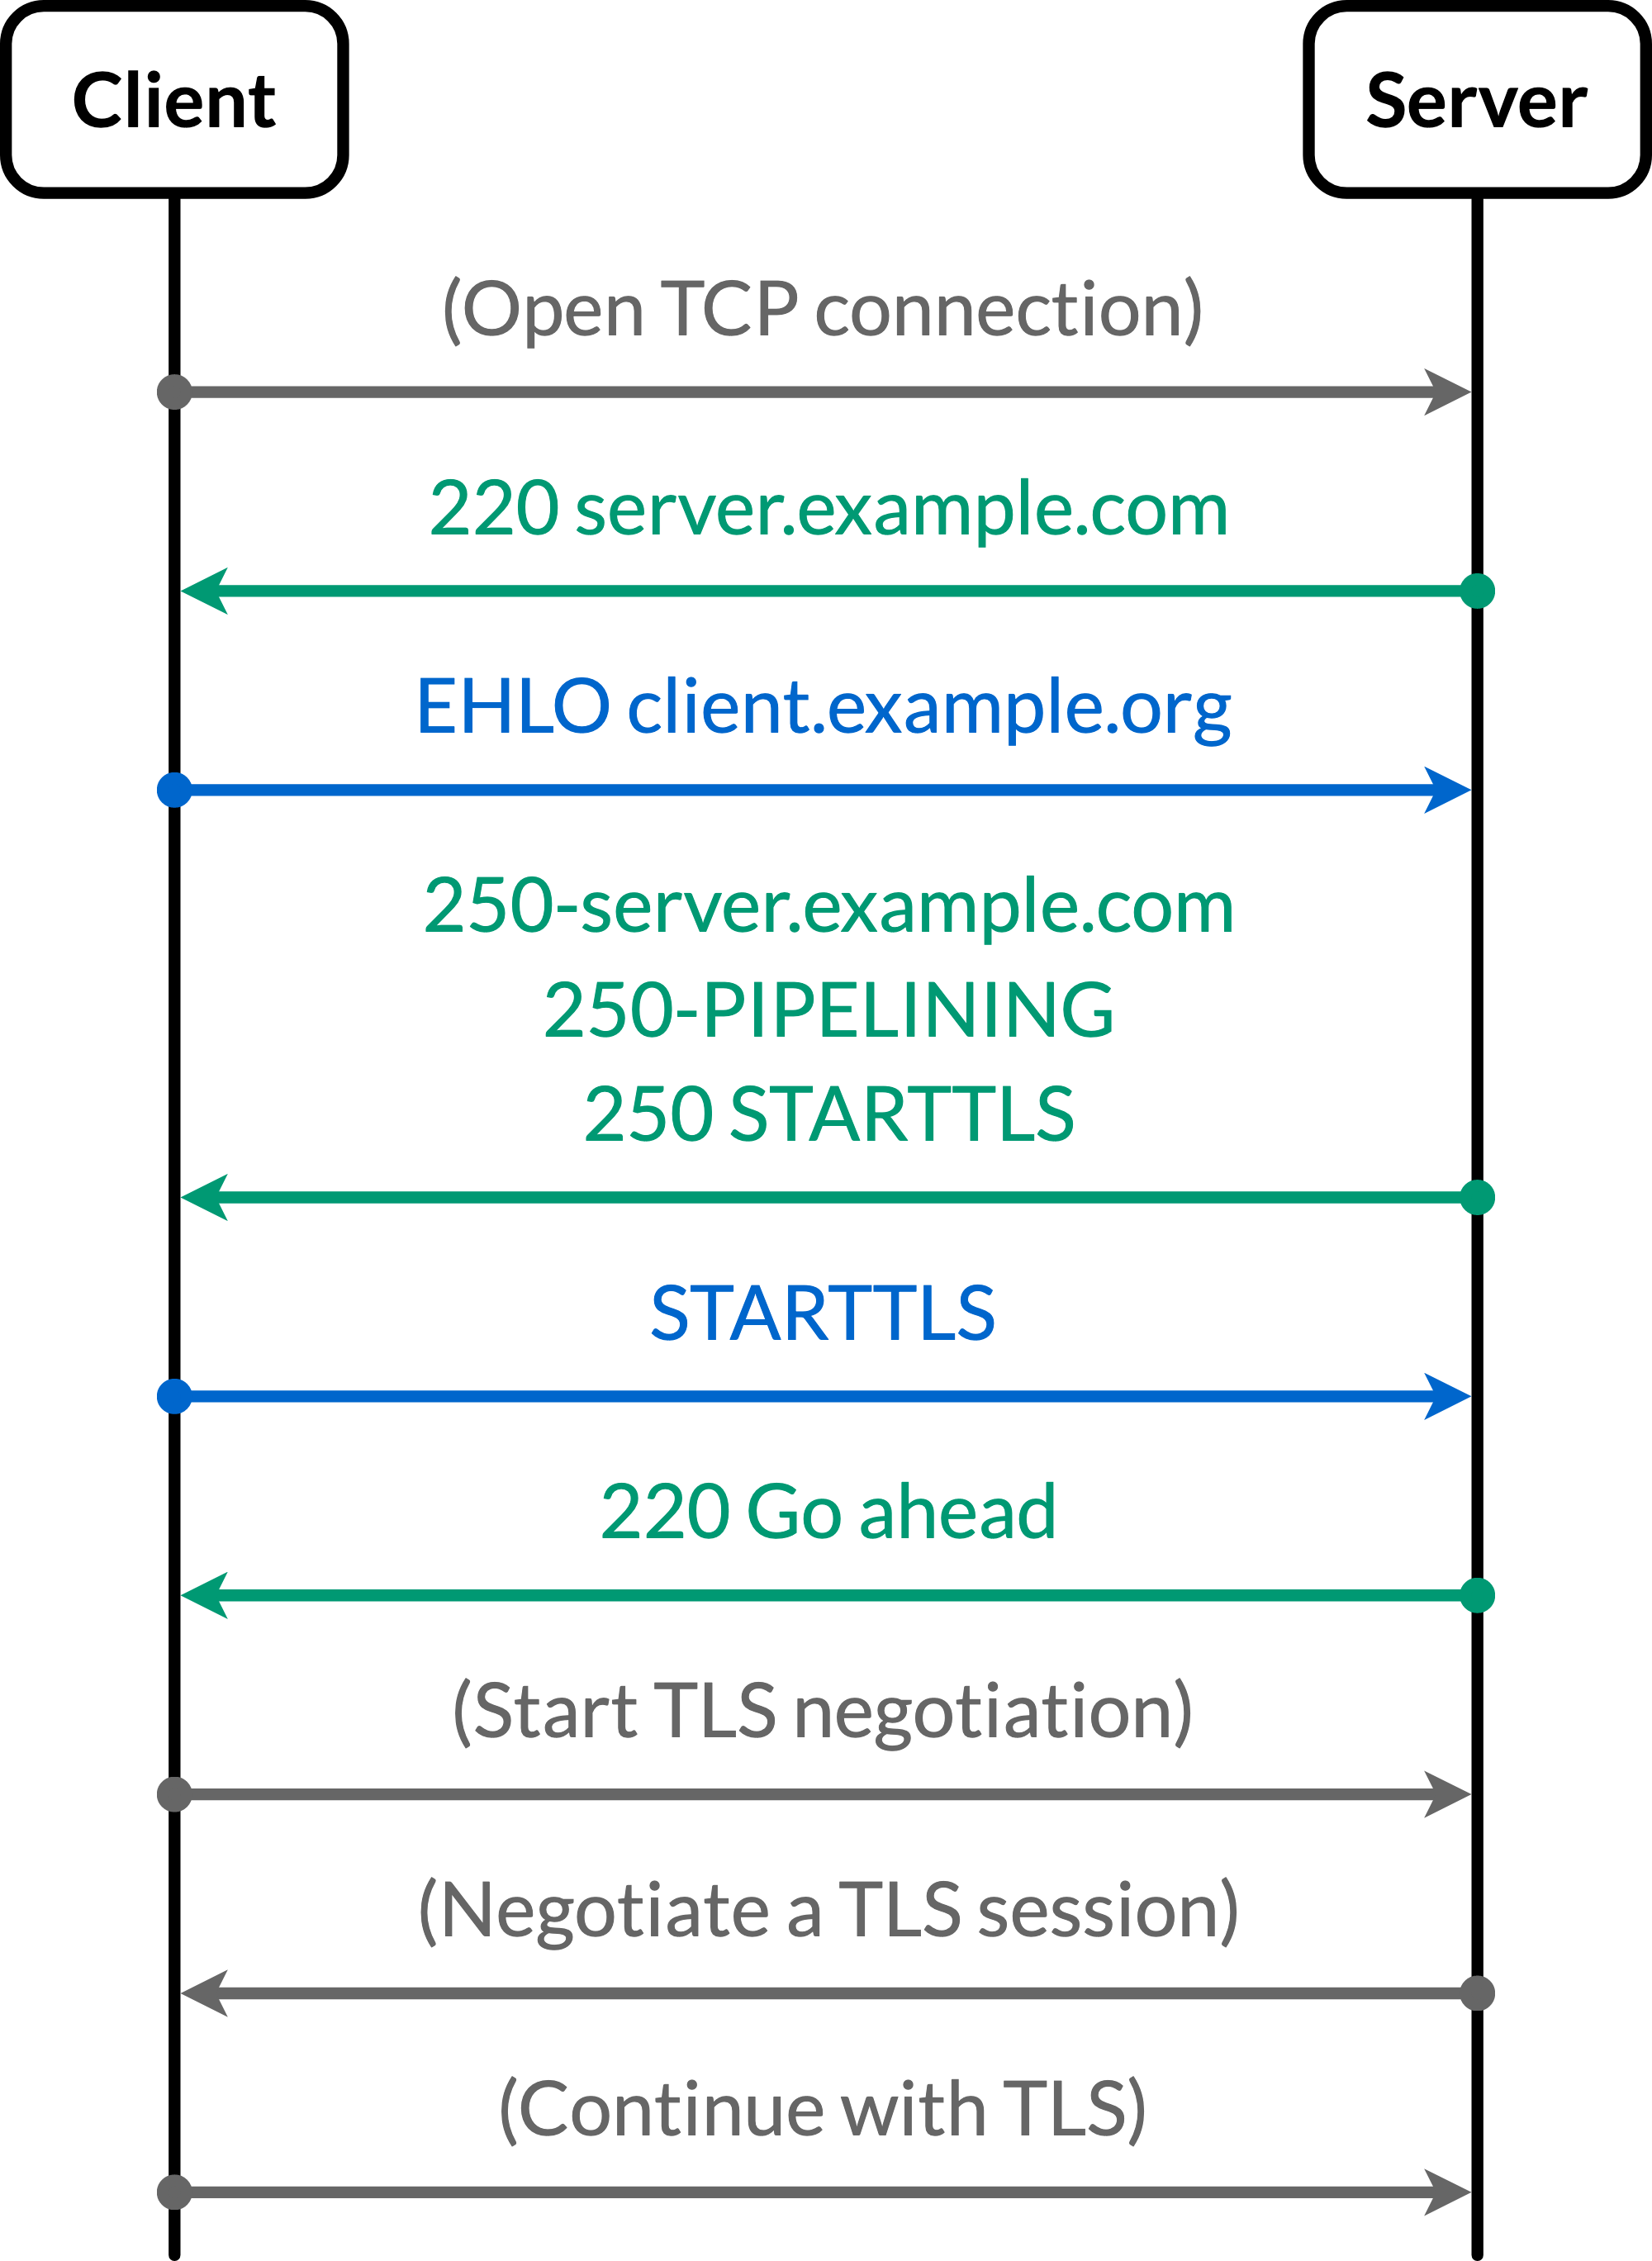 Client
Server
(Open TCP connection)
220 server.example.com
EHLO client.example.org
250-server.example.com
250-PIPELINING
250 STARTTLS
STARTTLS
220 Go ahead
(Start TLS negotiation)
(Negotiate a TLS session)
(Continue with TLS)